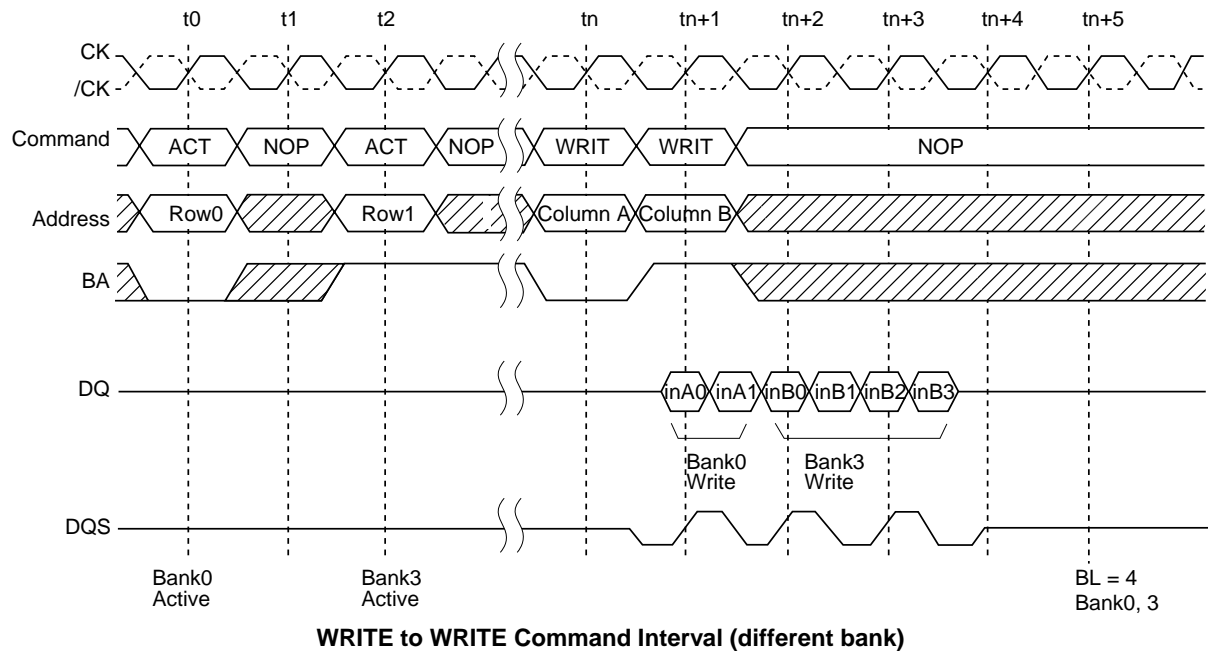 t0 t1 t2 tn tn+1 tn+2 tn+3 tn+4 tn+5
CK
/CK
Command ACT NOP ACT NOP WRIT WRIT NOP
Address Row0 Row1 Column A Column B
BA
DQ inA0 inA1 inB0 inB1 inB2 inB3
Bank0 Bank3
Write Write
DQS
Bank0 Bank3 BL = 4
Active Active Bank0, 3
WRITE to WRITE Command Interval (different bank)